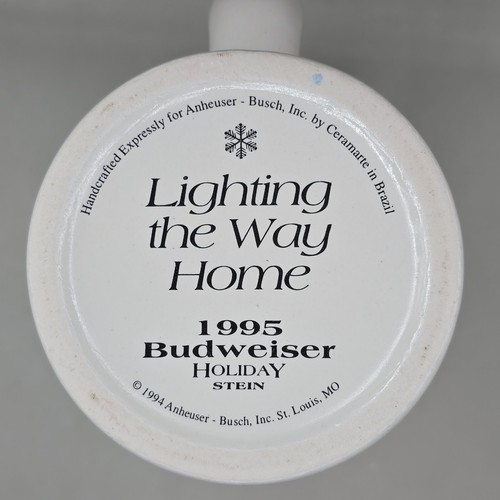 Handcrafted Expressly for Anheuser - Busch, Inc. by Ceramarte in Brazil
Lighting
the Way
Home
1995
Budweiser
HOLIDAY
STEIN
© 1994 Anheuser - Busch, Inc. St. Louis, MO